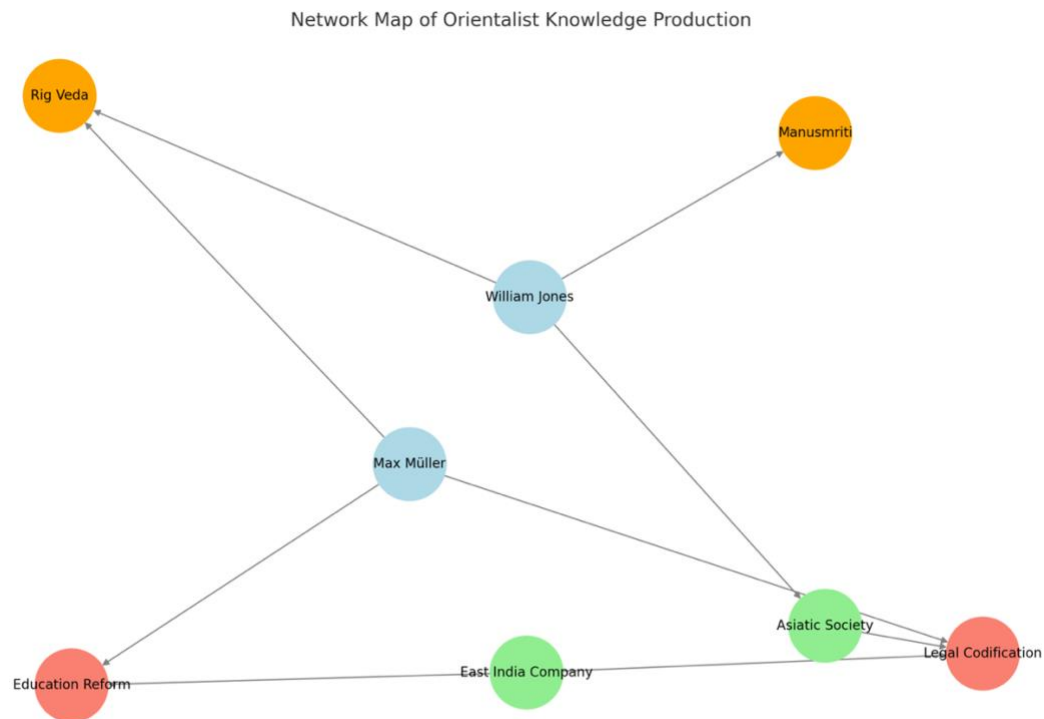 Network Map of Orientalist Knowledge Production
Rig Veda
Manusmriti
William Jones
Max Müller
Asiatic Society
Legal Codification
East India Company
Education Reform